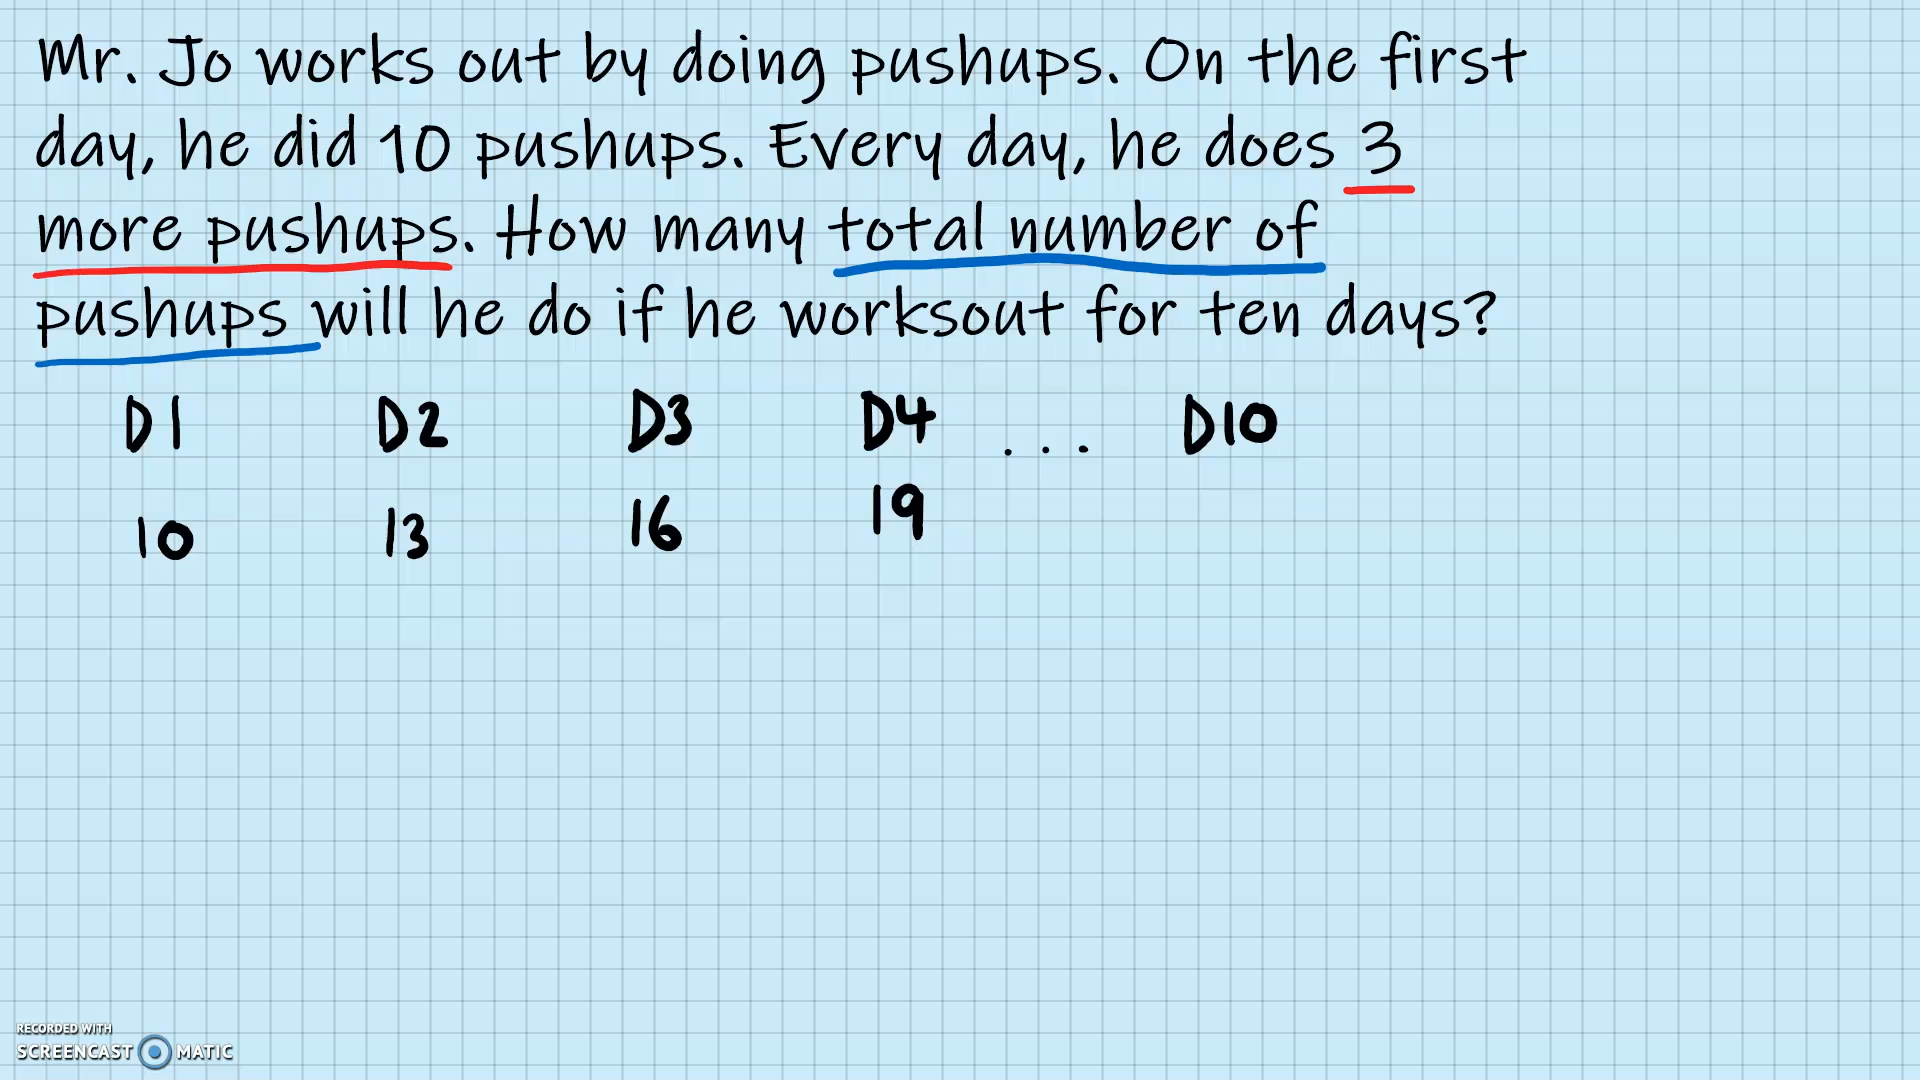 Mr. Jo works out by doing pushups. On the first
day, he did 10 pushups. Every day, he does 3
more pushups. How many total number of
pushups will he do if he worksout for ten days?
D1 D2 D3 D4 ... D10
10 13 16 19
RECORDED WITH
SCREENCAST MATIC